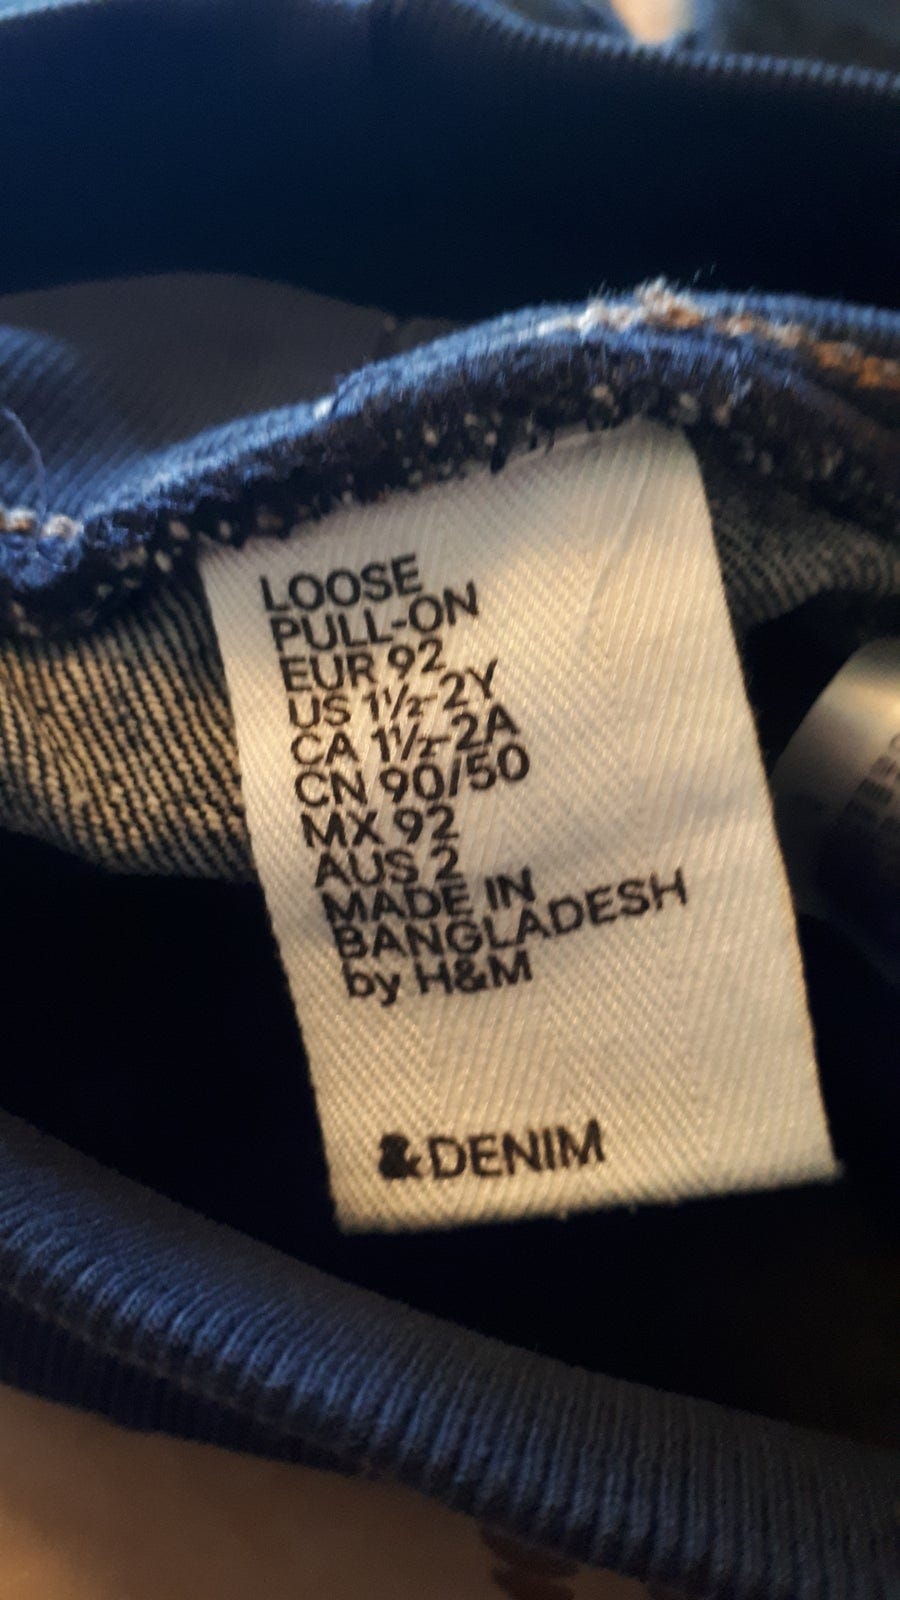 LOOSE
PULL-ON
EUR 92
US 1½-2Y
CA 1½-2A
CN 90/50
MX 92
AUS 2
MADE IN
BANGLADESH
by H&M
&DENIM